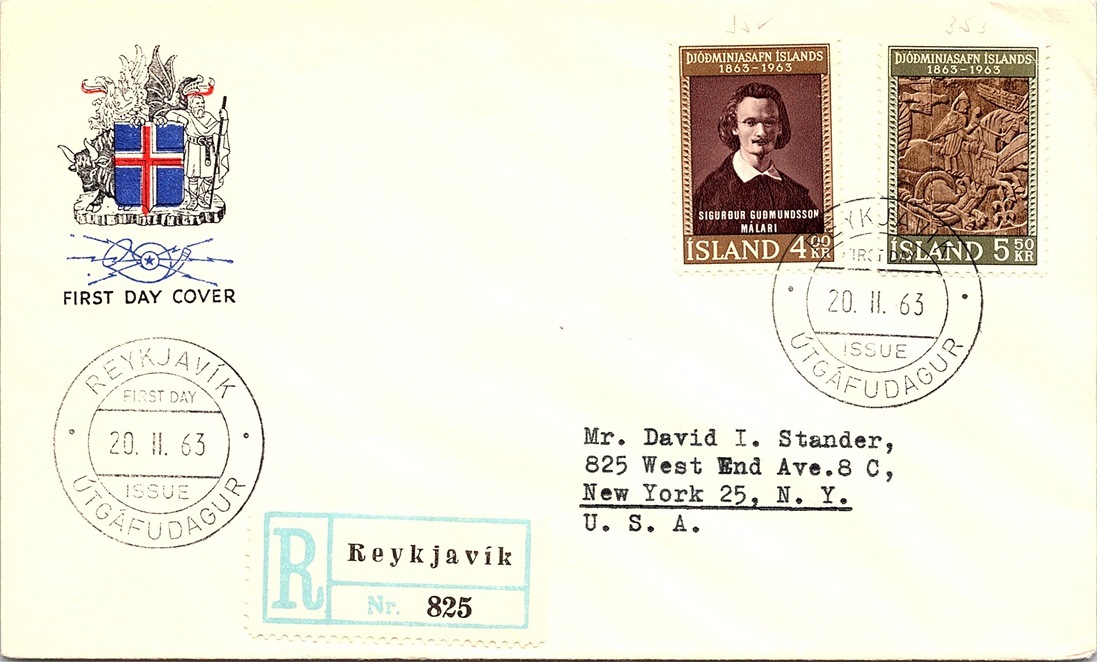 ÞJÓÐMINJASAFN ÍSLANDS
1863-1963
SIGURÐUR GUÐMUNDSSON
MÁLARI
ÍSLAND 4 00 KR
ÞJÓÐMINJASAFN ÍSLANDS
1863-1963
ÍSLAND 5 50 KR
FIRST DAY COVER
FIRST DAY
20. II. 63
ISSUE
ÚTGÁFUDAGUR
REYKJAVÍK
FIRST DAY
20. II. 63
ISSUE
ÚTGÁFUDAGUR
Mr. David I. Stander,
825 West End Ave.8 C,
New York 25, N. Y.
U. S. A.
R Reykjavík
Nr. 825